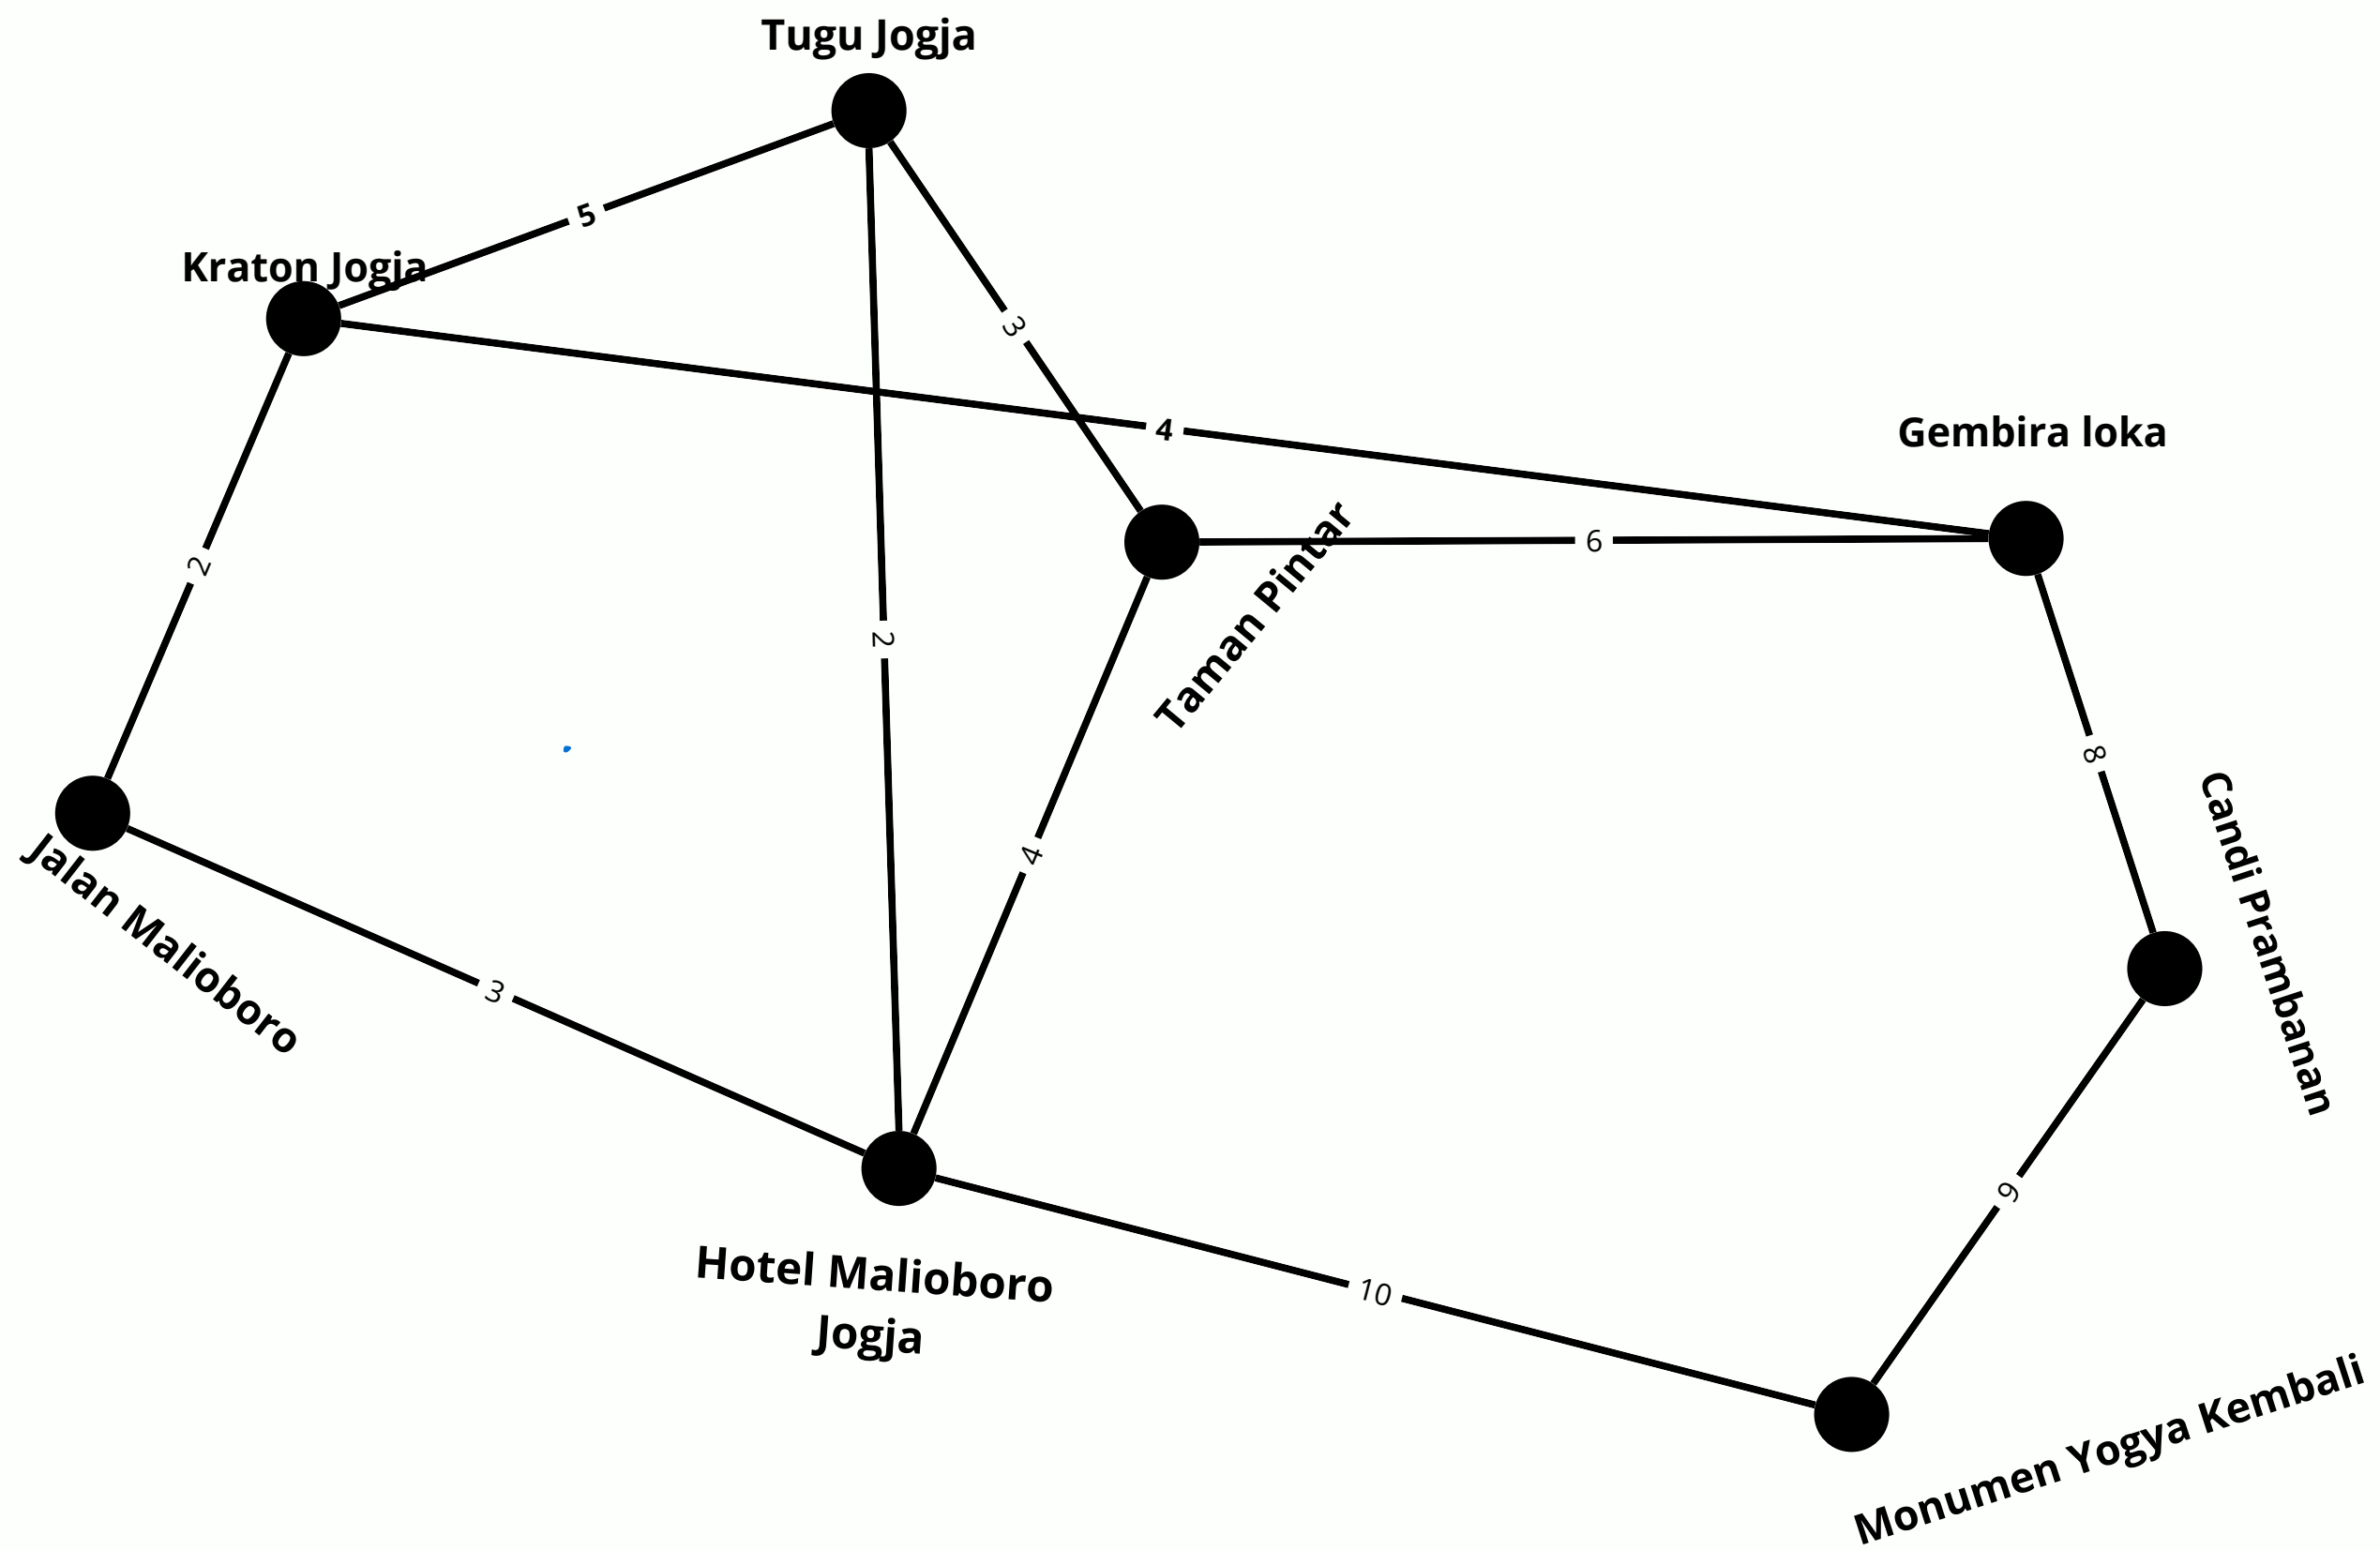 Tugu Jogja
5
Kraton Jogja
3
4
Gembira loka
2
6
2
Taman Pintar
8
4
Candi Prambanan
Jalan Malioboro
3
9
Hotel Malioboro
Jogja
10
Monumen Yogya Kembali